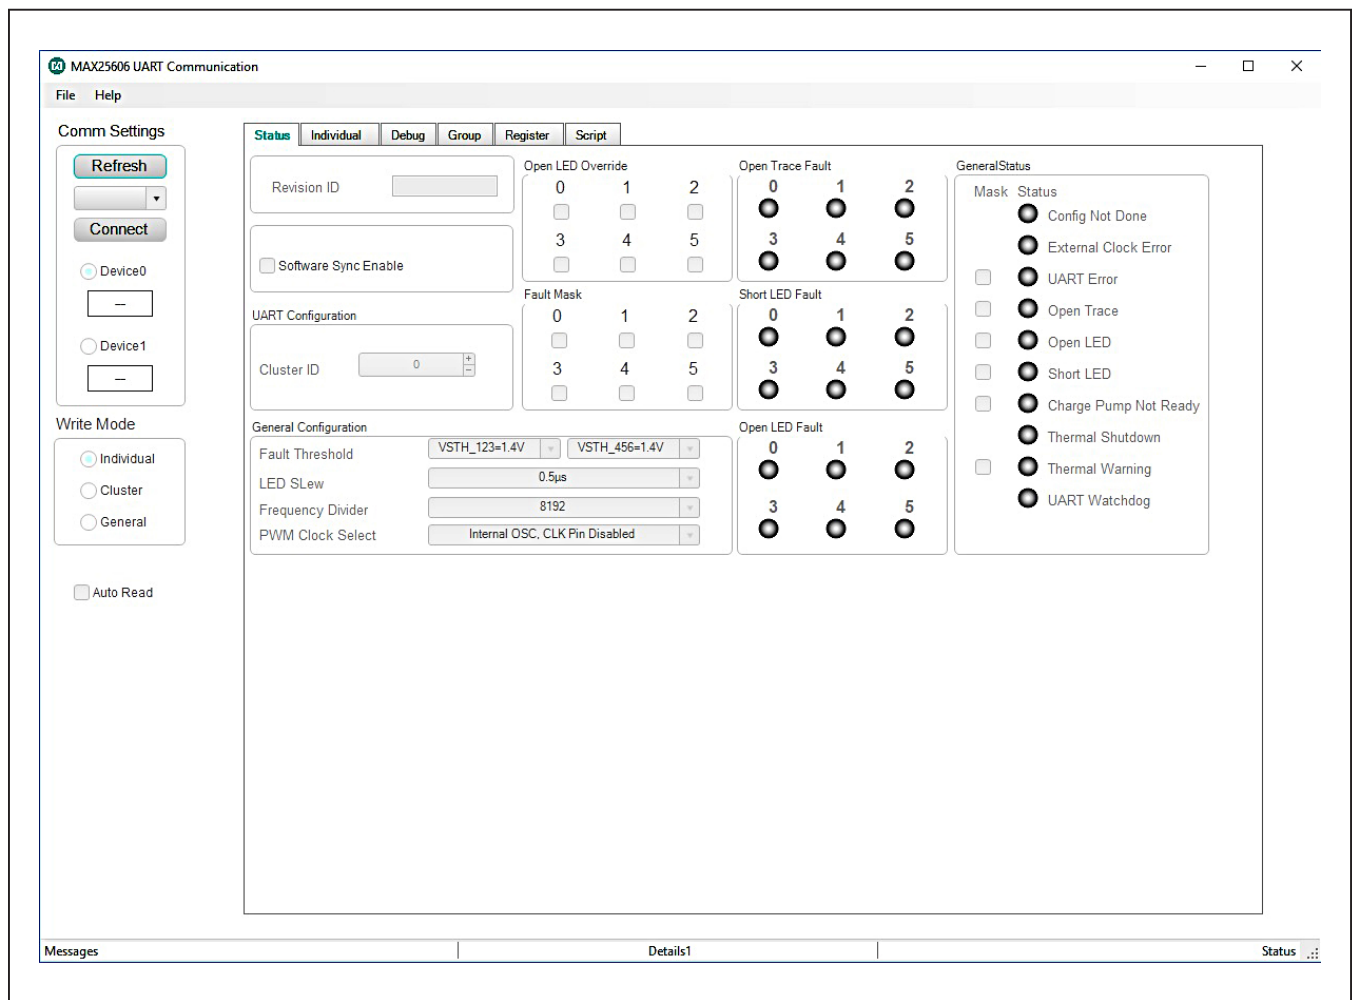 MAX25606 UART Communication
File Help
Comm Settings
Refresh
Connect
Device0
---
Device1
---
Write Mode
Individual
Cluster
General
Auto Read
Status Individual Debug Group Register Script
Revision ID
Software Sync Enable
UART Configuration
Cluster ID 0 + −
Open LED Override
0 1 2
3 4 5
Fault Mask
0 1 2
3 4 5
General Configuration
Fault Threshold VSTH_123=1.4V VSTH_456=1.4V
LED SLew 0.5µs
Frequency Divider 8192
PWM Clock Select Internal OSC, CLK Pin Disabled
Open Trace Fault
0 1 2
3 4 5
Short LED Fault
0 1 2
3 4 5
Open LED Fault
0 1 2
3 4 5
GeneralStatus
Mask Status
Config Not Done
External Clock Error
UART Error
Open Trace
Open LED
Short LED
Charge Pump Not Ready
Thermal Shutdown
Thermal Warning
UART Watchdog
Messages Details1 Status